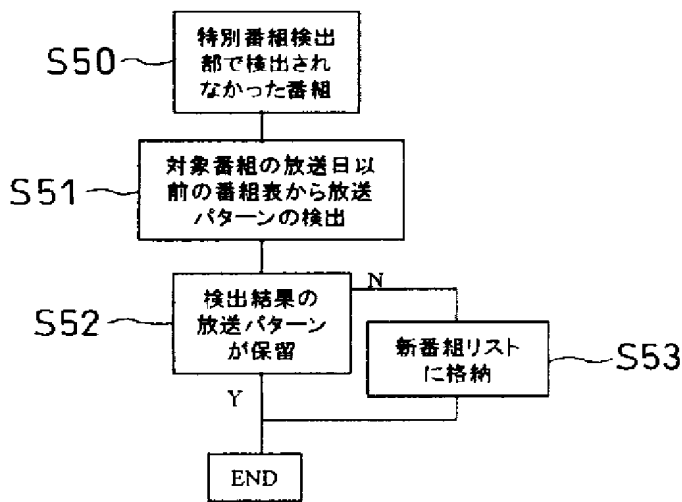 S50
特別番組検出
部で検出され
なかった番組
S51
対象番組の放送日以
前の番組表から放送
パターンの検出
S52
検出結果の
放送パターン
が保留
N
新番組リスト
に格納
S53
Y
END